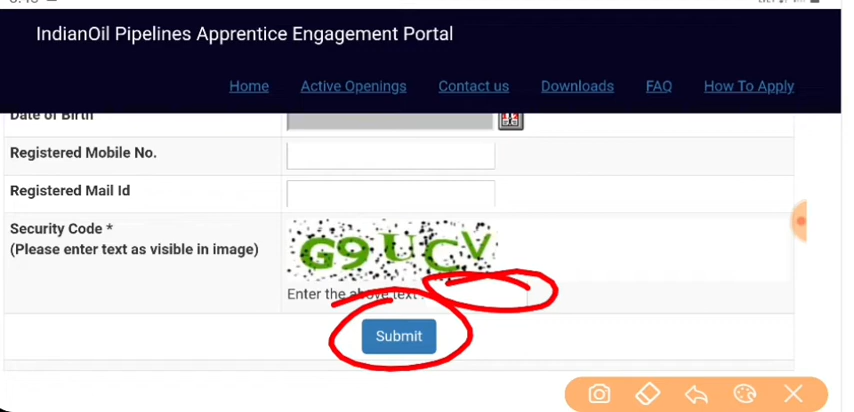 IndianOil Pipelines Apprentice Engagement Portal
Home Active Openings Contact us Downloads FAQ How To Apply
Date of Birth
Registered Mobile No.
Registered Mail Id
Security Code *
(Please enter text as visible in image)
G9UCV
Enter the above text :
Submit